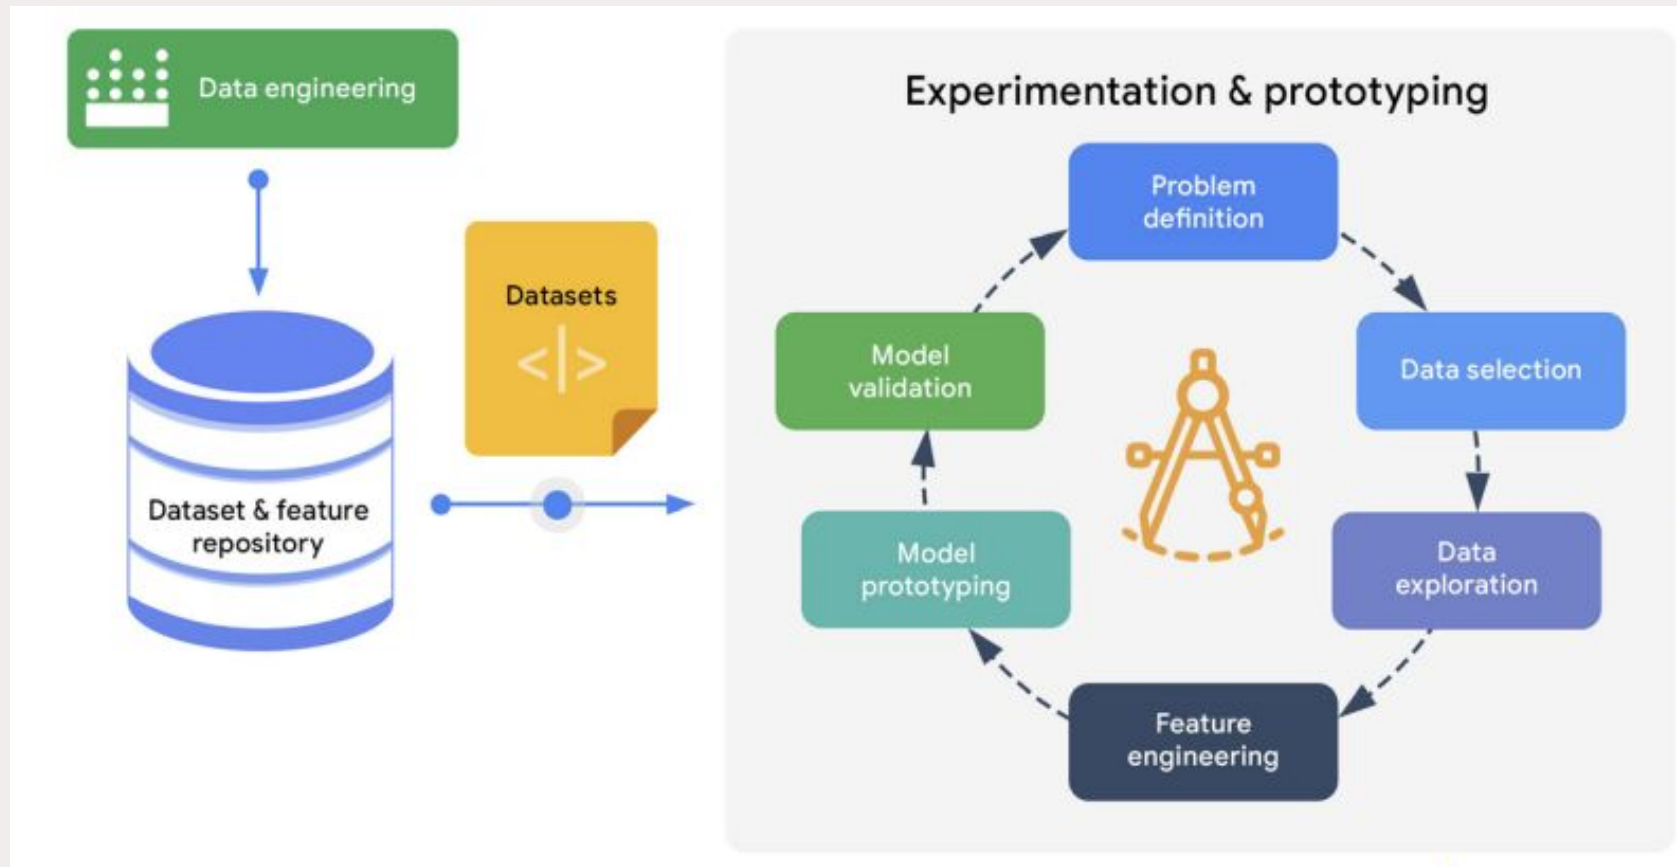 Data engineering
Datasets
<|>
Dataset & feature
repository
Experimentation & prototyping
Problem
definition
Data selection
Data
exploration
Feature
engineering
Model
prototyping
Model
validation